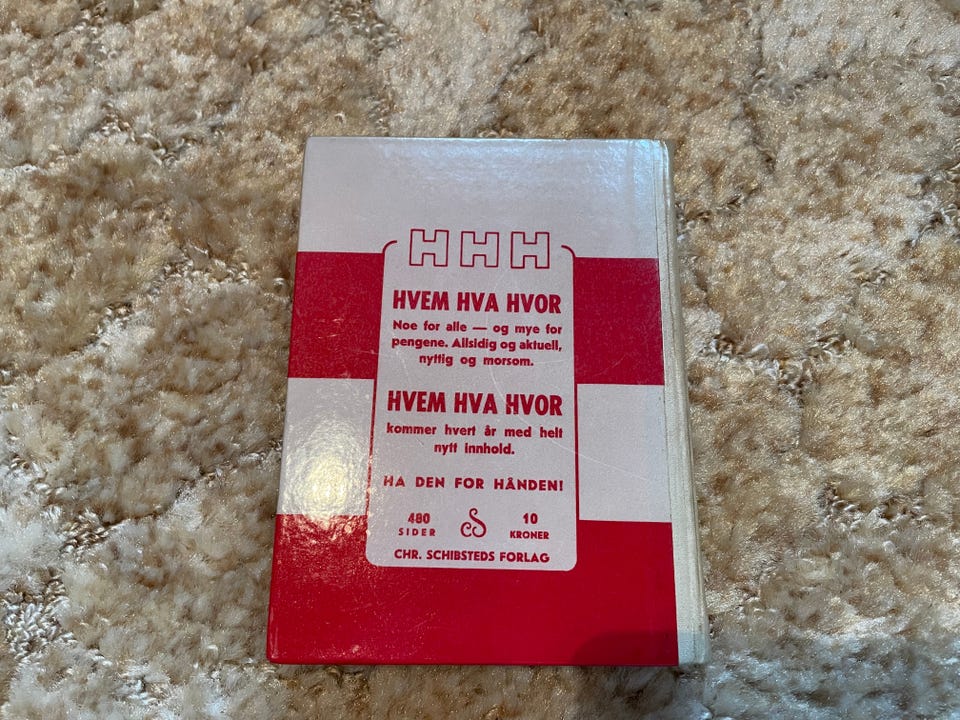 HHH
HVEM HVA HVOR
Noe for alle — og mye for
pengene. Allsidig og aktuell,
nyttig og morsom.
HVEM HVA HVOR
kommer hvert år med helt
nytt innhold.
HA DEN FOR HÅNDEN!
480 CS 10
SIDER KRONER
CHR. SCHIBSTEDS FORLAG